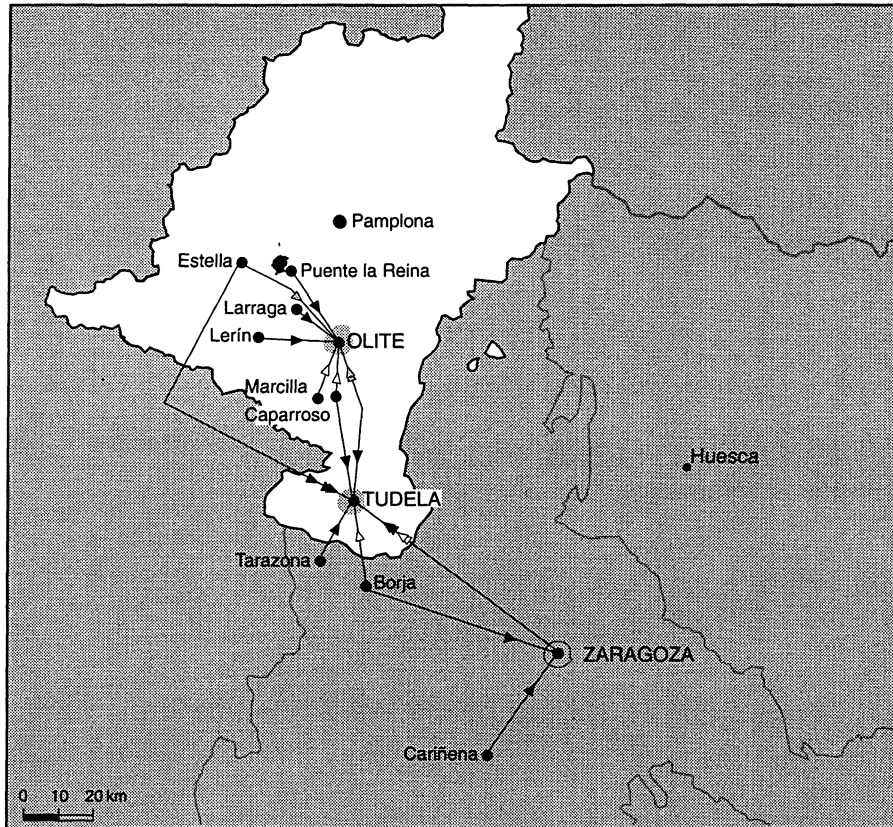 Pamplona
Estella
Puente la Reina
Larraga
Lerín
OLITE
Marcilla
Caparroso
Huesca
TUDELA
Tarazona
Borja
ZARAGOZA
Cariñena
0 10 20 km